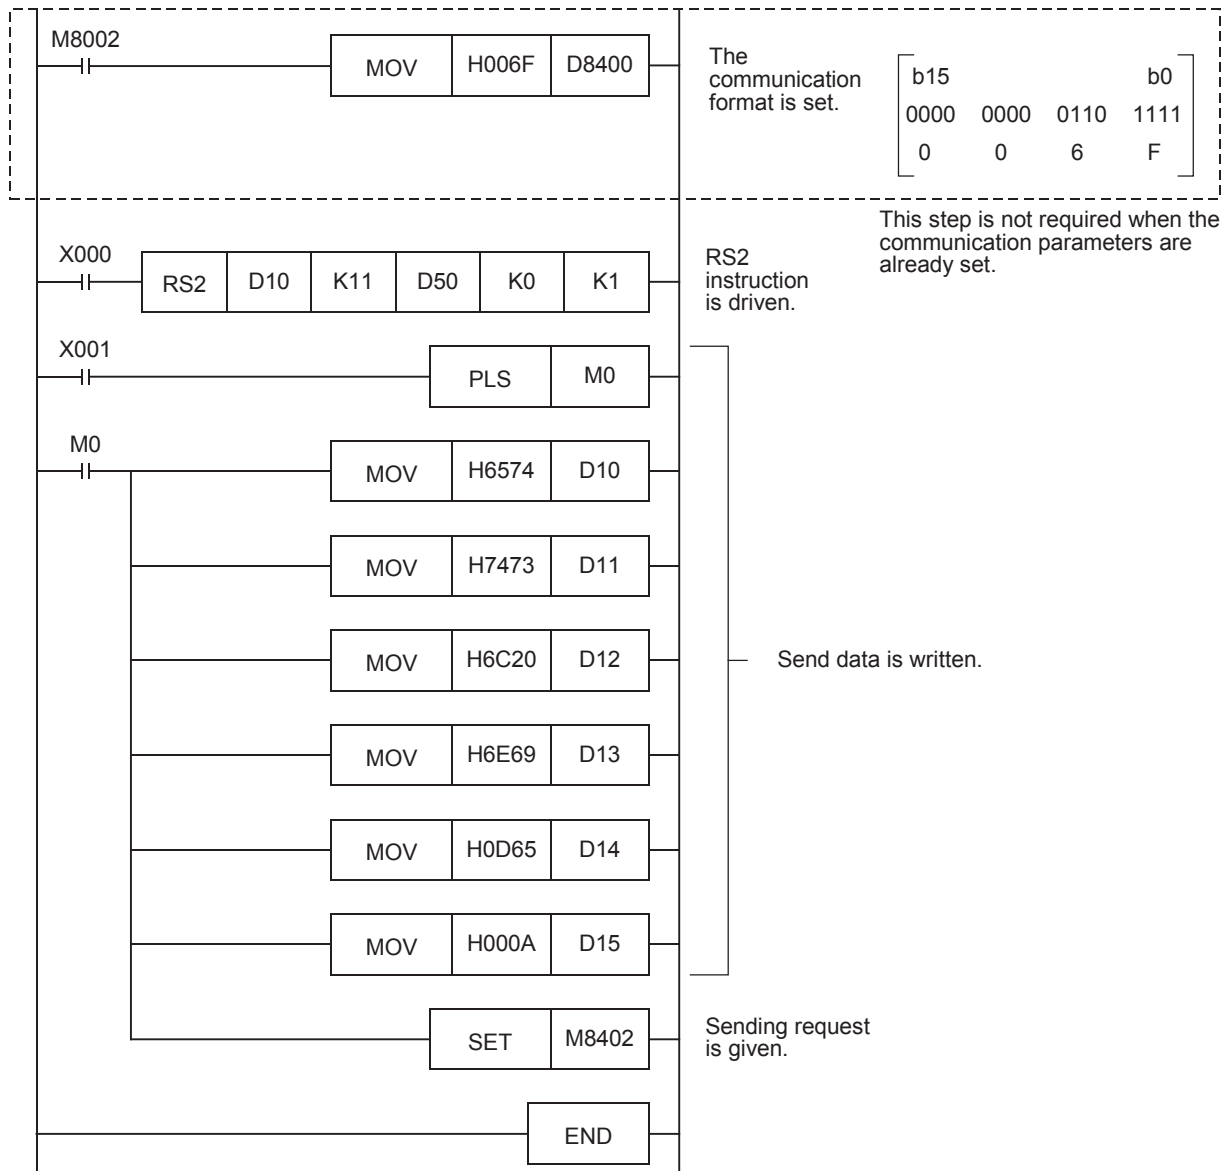 M8002
MOV H006F D8400
The
communication
format is set.
b15 b0
0000 0000 0110 1111
0 0 6 F
This step is not required when the
communication parameters are
already set.
X000
RS2 D10 K11 D50 K0 K1
RS2
instruction
is driven.
X001
PLS M0
M0
MOV H6574 D10
MOV H7473 D11
MOV H6C20 D12
Send data is written.
MOV H6E69 D13
MOV H0D65 D14
MOV H000A D15
SET M8402
Sending request
is given.
END